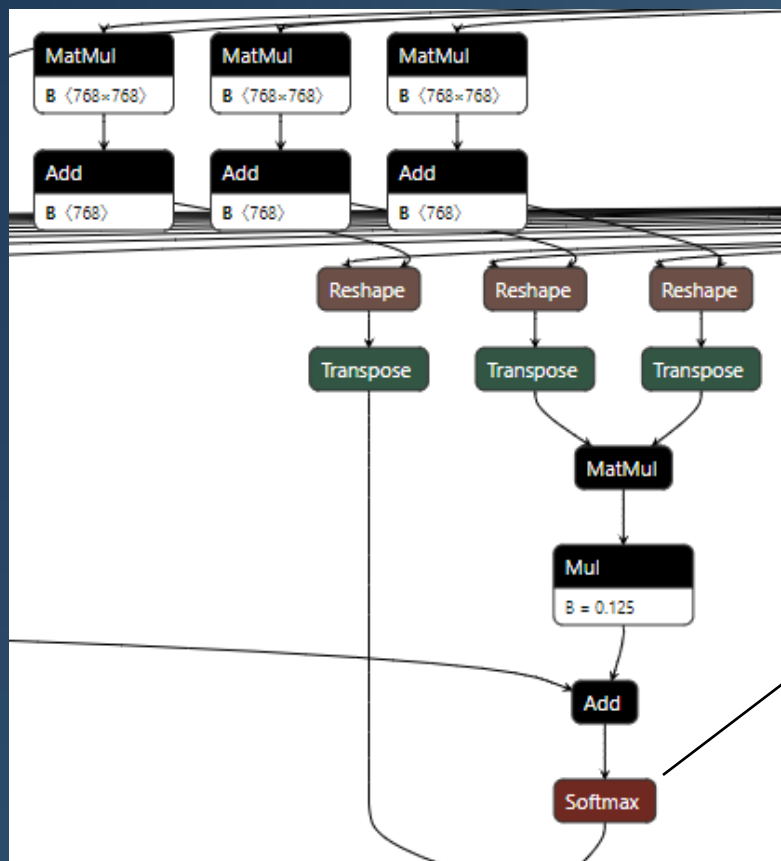 MatMul MatMul MatMul
B ⟨768×768⟩ B ⟨768×768⟩ B ⟨768×768⟩
Add Add Add
B ⟨768⟩ B ⟨768⟩ B ⟨768⟩
Reshape Reshape Reshape
Transpose Transpose Transpose
MatMul
Mul
B = 0.125
Add
Softmax